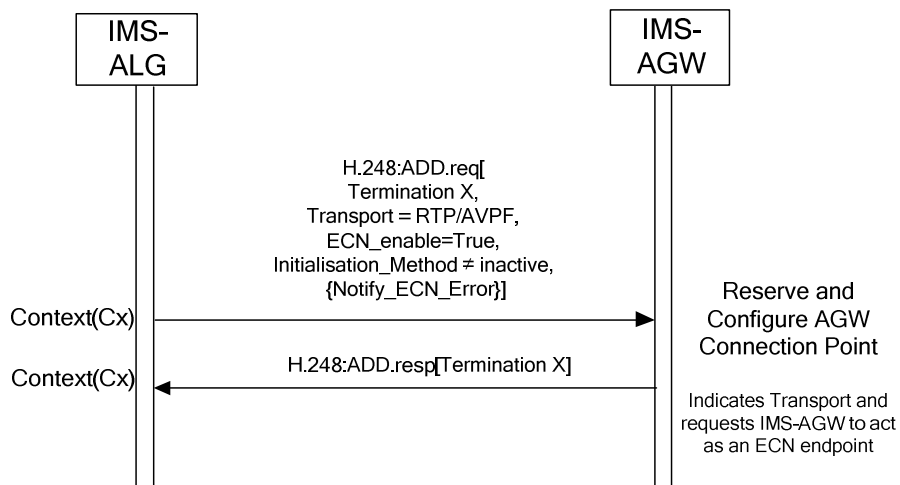 IMS-
ALG
IMS-
AGW
H.248:ADD.req[
Termination X,
Transport = RTP/AVPF,
ECN_enable=True,
Initialisation_Method ≠ inactive,
{Notify_ECN_Error}]
Context(Cx)
Reserve and
Configure AGW
Connection Point
H.248:ADD.resp[Termination X]
Context(Cx)
Indicates Transport and
requests IMS-AGW to act
as an ECN endpoint